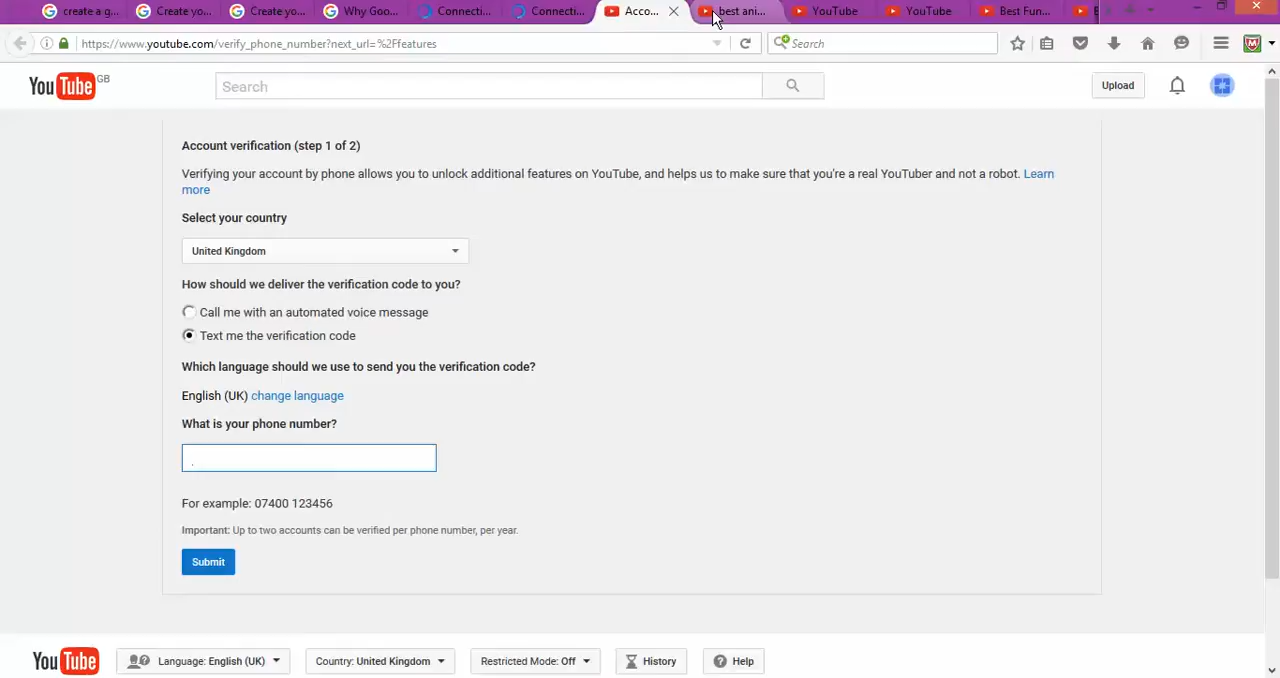 create a g... Create yo... Create yo... Why Goo... Connecti... Connecti... Acco... best ani... YouTube YouTube Best Fun...
https://www.youtube.com/verify_phone_number?next_url=%2Ffeatures Search
YouTube GB Search Upload
Account verification (step 1 of 2)
Verifying your account by phone allows you to unlock additional features on YouTube, and helps us to make sure that you're a real YouTuber and not a robot. Learn
more
Select your country
United Kingdom
How should we deliver the verification code to you?
Call me with an automated voice message
Text me the verification code
Which language should we use to send you the verification code?
English (UK) change language
What is your phone number?
For example: 07400 123456
Important: Up to two accounts can be verified per phone number, per year.
Submit
YouTube Language: English (UK) Country: United Kingdom Restricted Mode: Off History Help